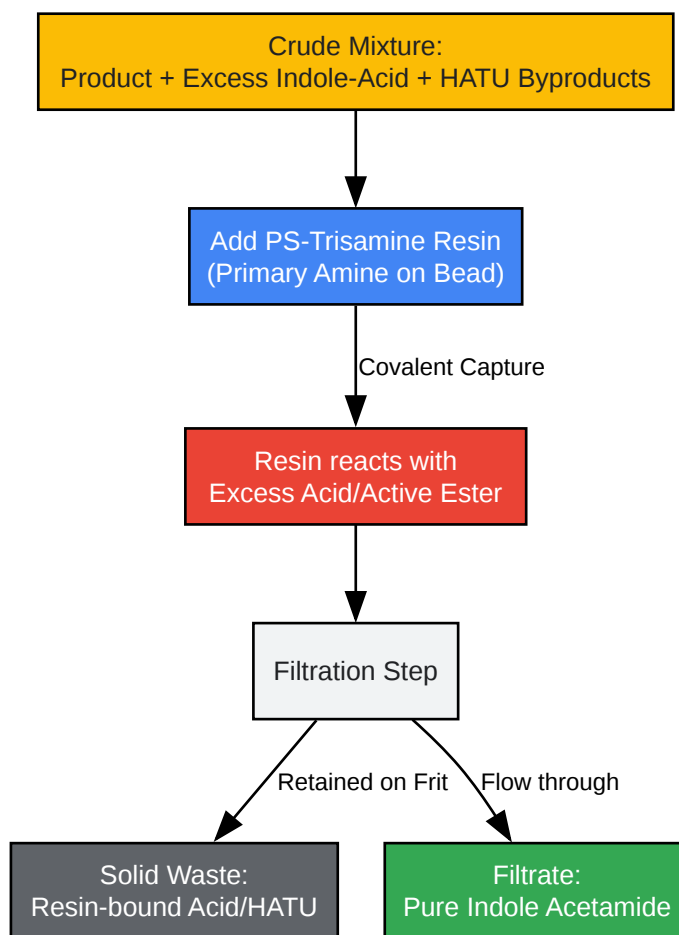 Crude Mixture:
Product + Excess Indole-Acid + HATU Byproducts
Add PS-Trisamine Resin
(Primary Amine on Bead)
Covalent Capture
Resin reacts with
Excess Acid/Active Ester
Filtration Step
Retained on Frit
Flow through
Solid Waste:
Resin-bound Acid/HATU
Filtrate:
Pure Indole Acetamide